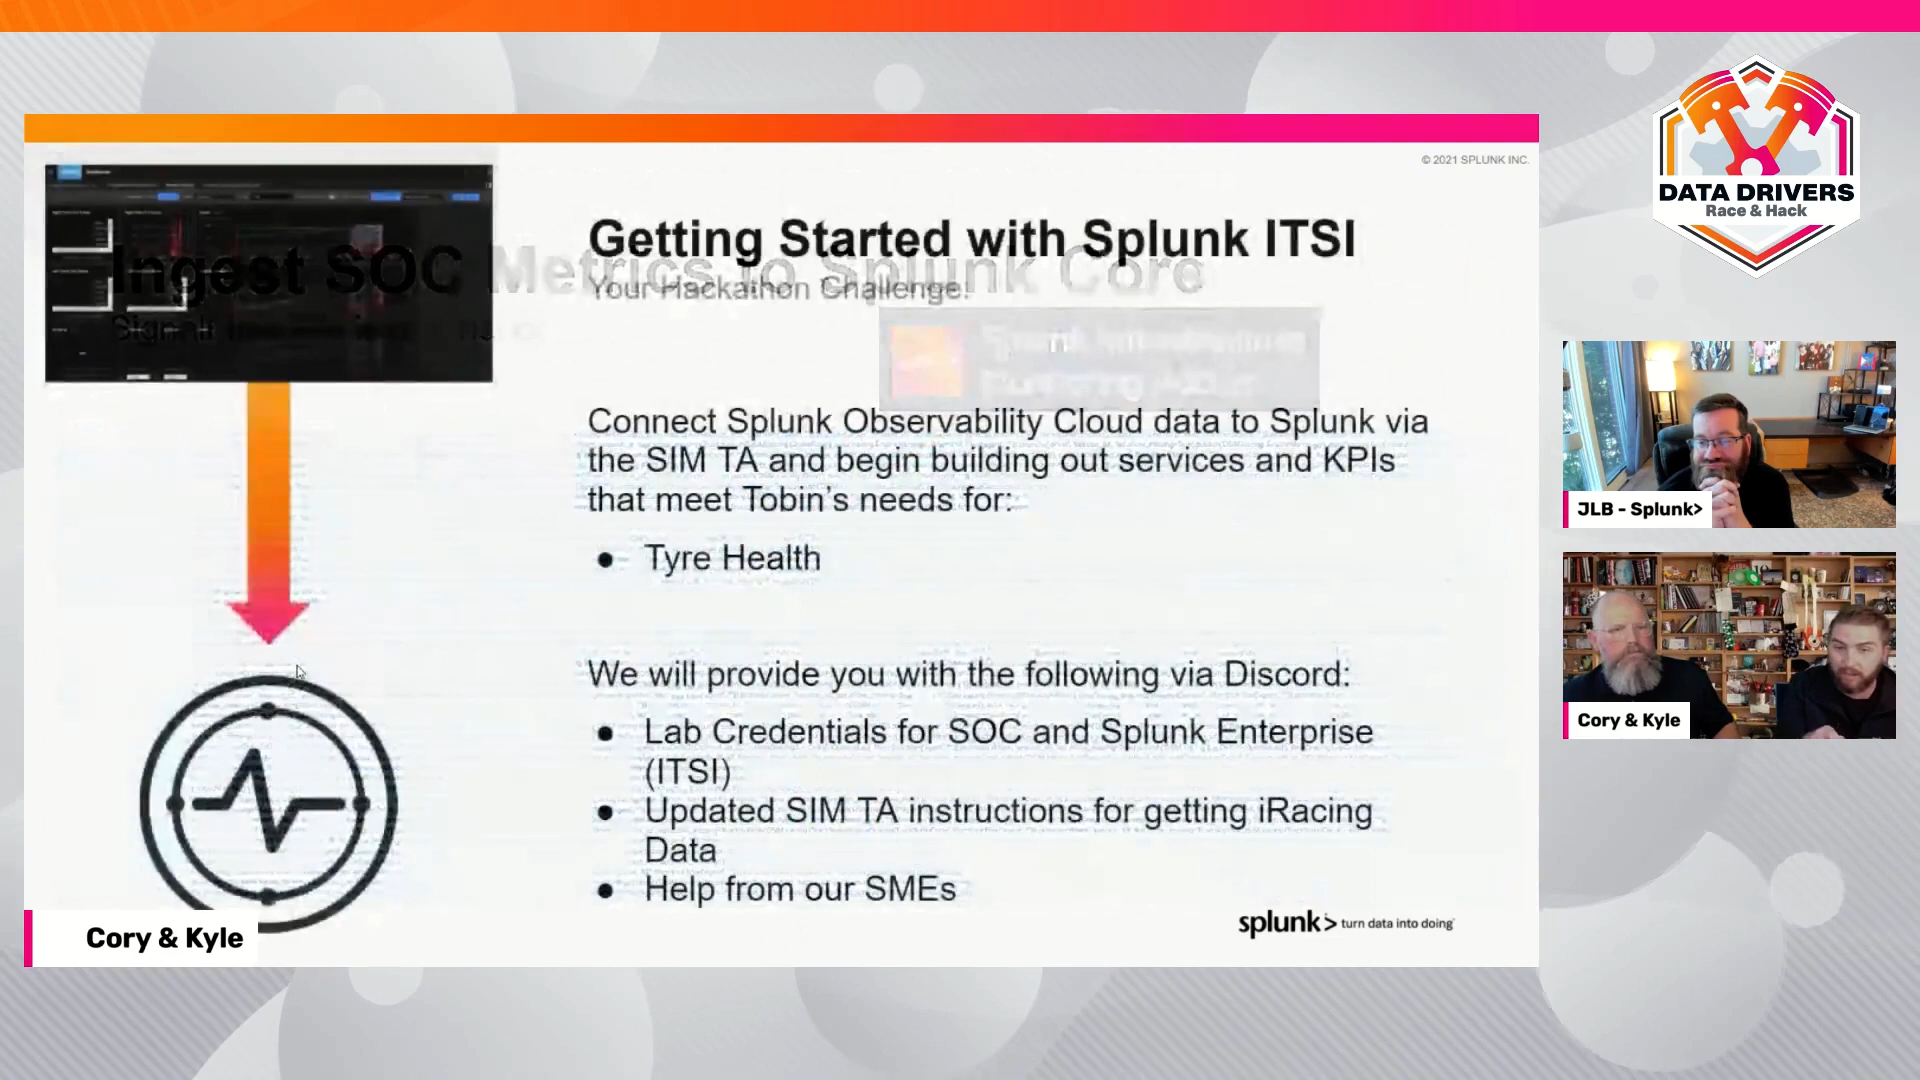 © 2021 SPLUNK INC.
DATA DRIVERS
Race & Hack
Getting Started with Splunk ITSI
Ingest SOC Metrics to Splunk Core
Your Hackathon Challenge!
Connect Splunk Observability Cloud data to Splunk via
the SIM TA and begin building out services and KPIs
that meet Tobin's needs for:
● Tyre Health
We will provide you with the following via Discord:
● Lab Credentials for SOC and Splunk Enterprise
(ITSI)
● Updated SIM TA instructions for getting iRacing
Data
● Help from our SMEs
splunk> turn data into doing
Cory & Kyle
JLB - Splunk>
Cory & Kyle